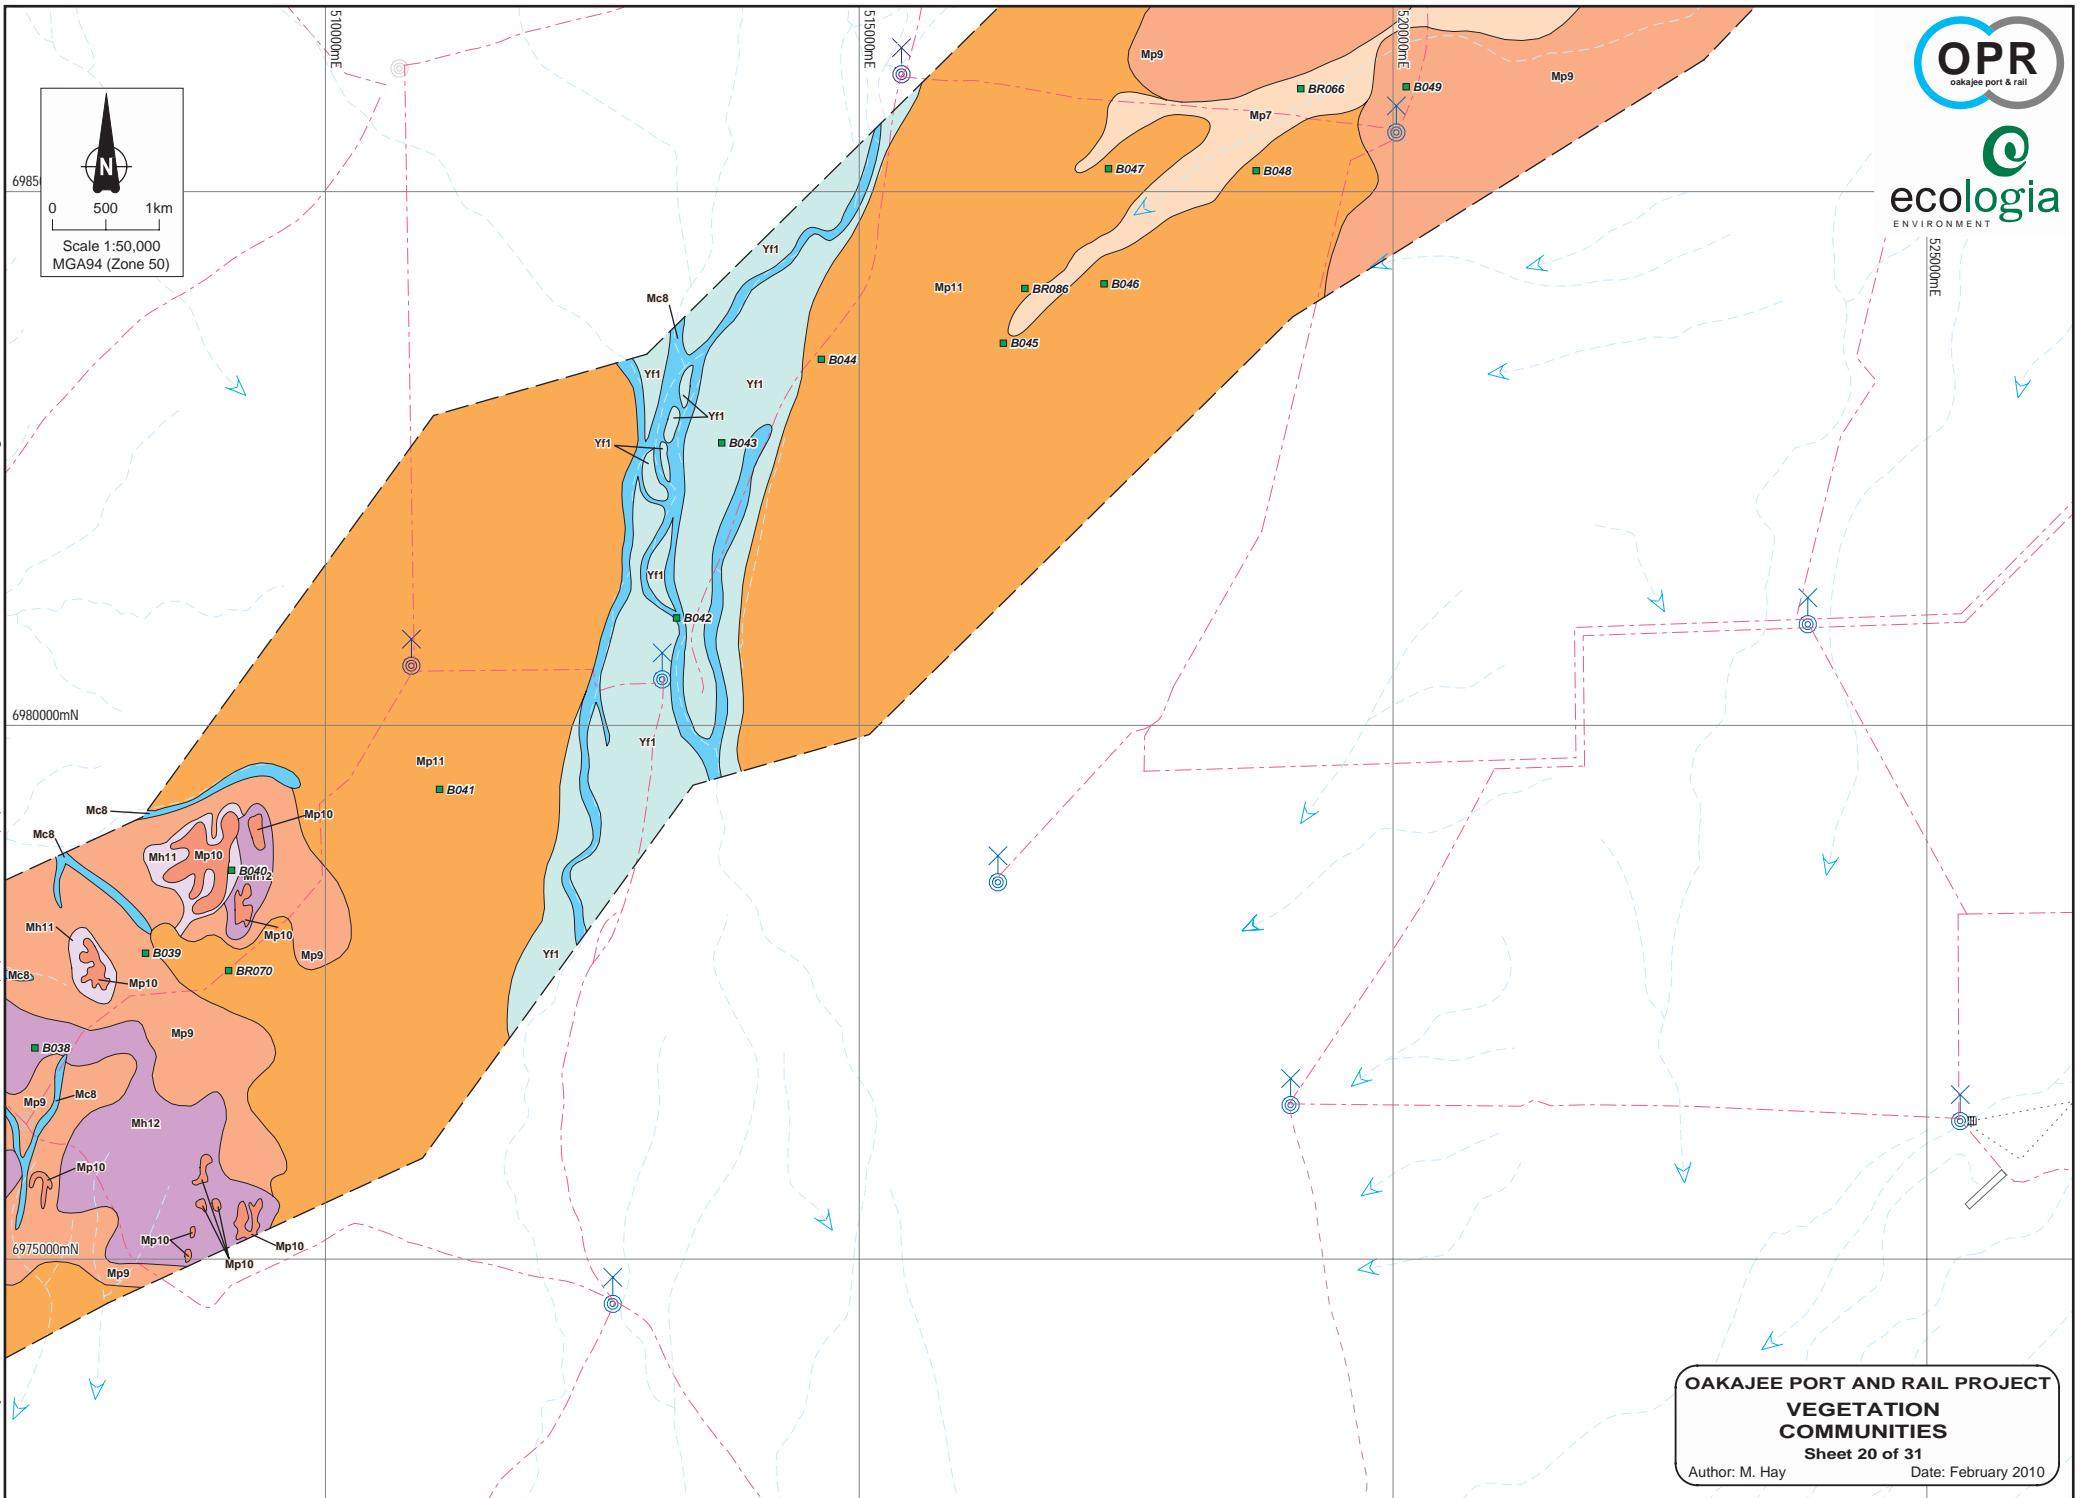 510000mE
515000mE
520000mE
525000mE
OPR
oakajee port & rail
ecologia
ENVIRONMENT
N
0 500 1km
Scale 1:50,000
MGA94 (Zone 50)
6985
Mp9
Mp9
BR066
B049
Mp7
B047
B048
Yf1
Mp11
BR086
B046
Mc8
B045
B044
Yf1
Yf1
Yf1
Yf1
B043
Yf1
B042
6980000mN
Yf1
Mp11
B041
Mc8
Mp10
Mc8
Mh11
Mp10
B040
Mh12
Mh11
Mp10
B039
Mp9
Yf1
BR070
Mc8
Mp10
Mp9
B038
Mp9
Mc8
Mh12
Mp10
Mp10
Mp10
6975000mN
Mp10
Mp9
OAKAJEE PORT AND RAIL PROJECT
VEGETATION
COMMUNITIES
Sheet 20 of 31
Author: M. Hay Date: February 2010